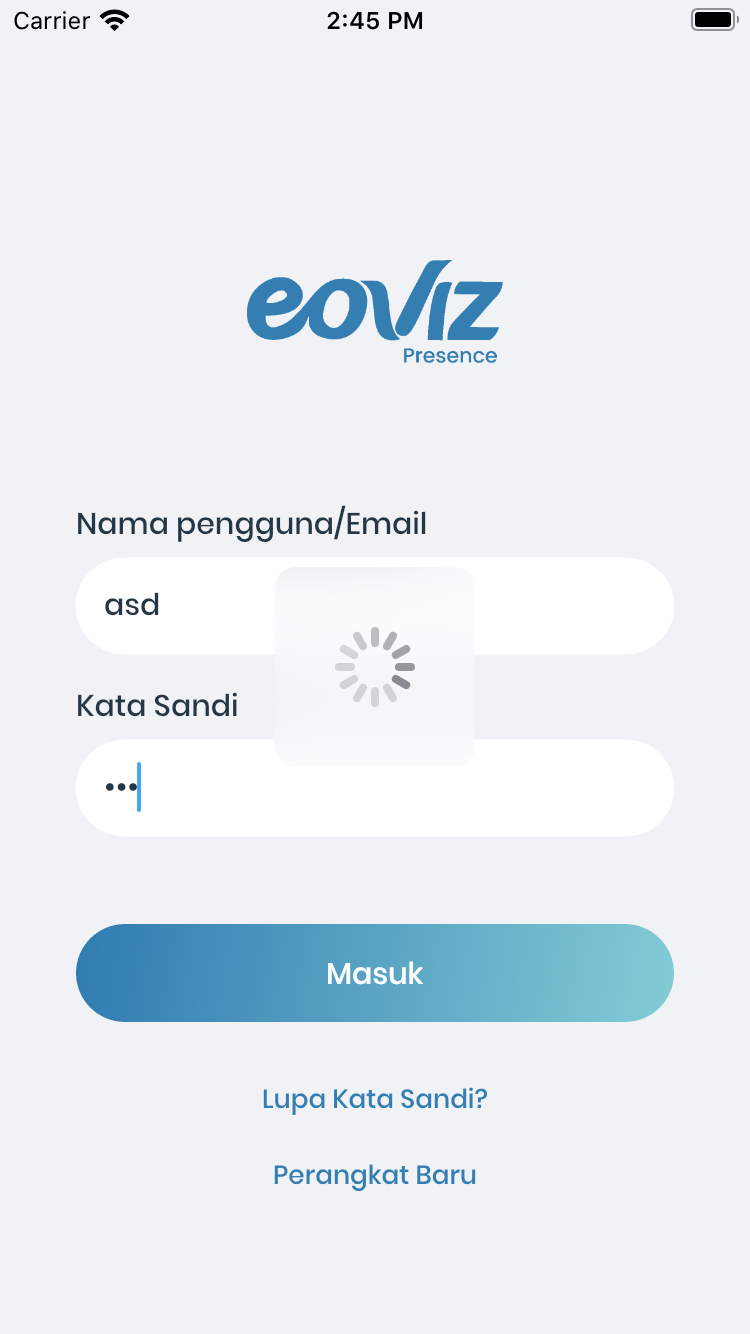 Carrier 2:45 PM
eoviz
Presence
Nama pengguna/Email
asd
Kata Sandi
•••
Masuk
Lupa Kata Sandi?
Perangkat Baru